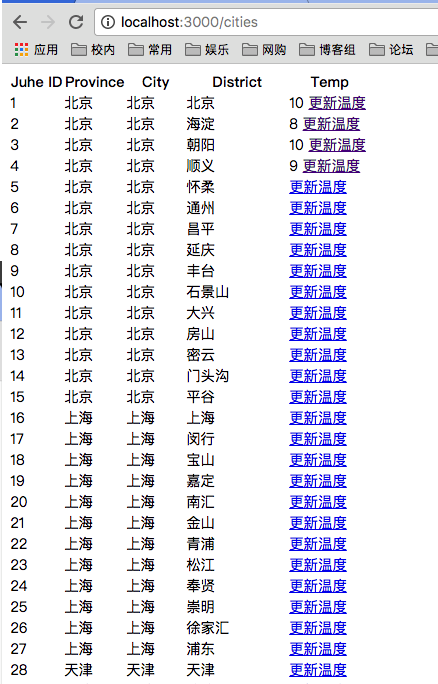 localhost:3000/cities
应用 校内 常用 娱乐 网购 博客组 论坛
Juhe ID Province City District Temp
1 北京 北京 北京 10 更新温度
2 北京 北京 海淀 8 更新温度
3 北京 北京 朝阳 10 更新温度
4 北京 北京 顺义 9 更新温度
5 北京 北京 怀柔 更新温度
6 北京 北京 通州 更新温度
7 北京 北京 昌平 更新温度
8 北京 北京 延庆 更新温度
9 北京 北京 丰台 更新温度
10 北京 北京 石景山 更新温度
11 北京 北京 大兴 更新温度
12 北京 北京 房山 更新温度
13 北京 北京 密云 更新温度
14 北京 北京 门头沟 更新温度
15 北京 北京 平谷 更新温度
16 上海 上海 上海 更新温度
17 上海 上海 闵行 更新温度
18 上海 上海 宝山 更新温度
19 上海 上海 嘉定 更新温度
20 上海 上海 南汇 更新温度
21 上海 上海 金山 更新温度
22 上海 上海 青浦 更新温度
23 上海 上海 松江 更新温度
24 上海 上海 奉贤 更新温度
25 上海 上海 崇明 更新温度
26 上海 上海 徐家汇 更新温度
27 上海 上海 浦东 更新温度
28 天津 天津 天津 更新温度